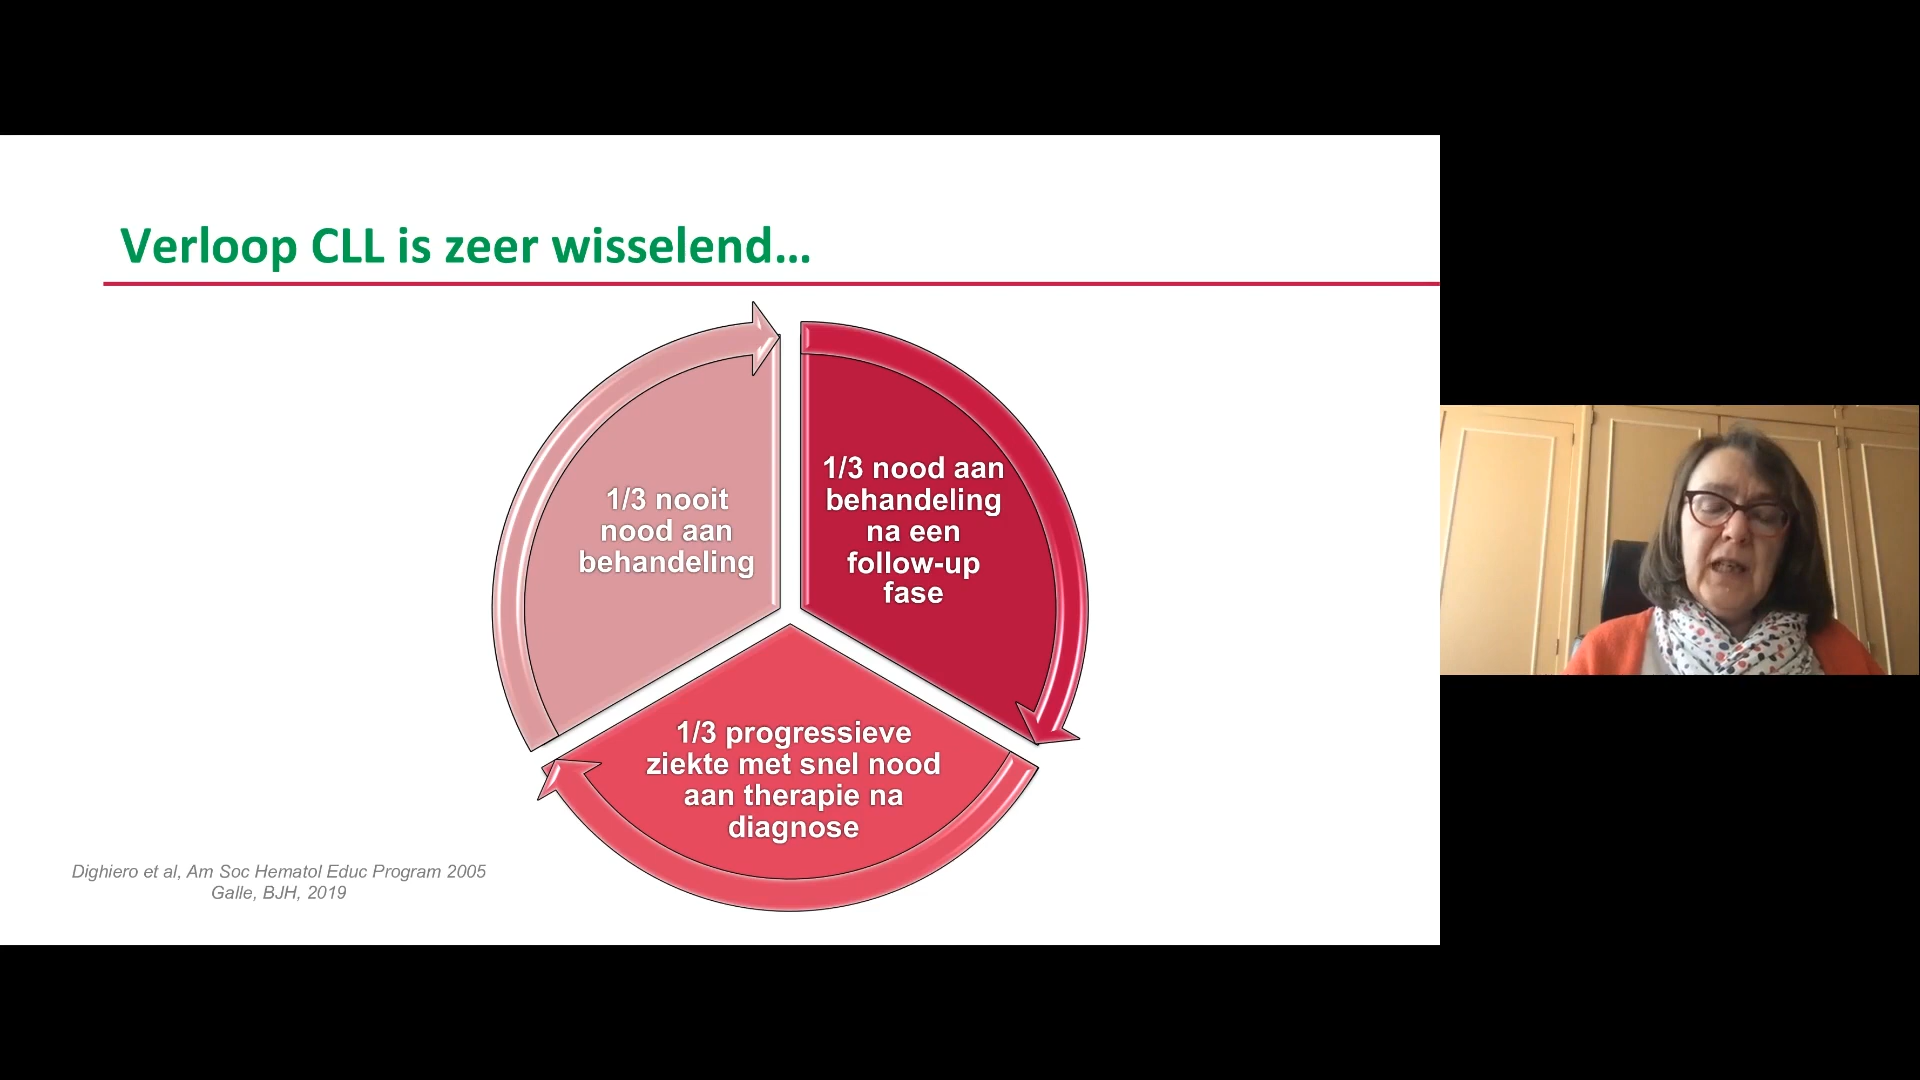 Verloop CLL is zeer wisselend...
1/3 nooit
nood aan
behandeling
1/3 nood aan
behandeling
na een
follow-up
fase
1/3 progressieve
ziekte met snel nood
aan therapie na
diagnose
Dighiero et al, Am Soc Hematol Educ Program 2005
Galle, BJH, 2019